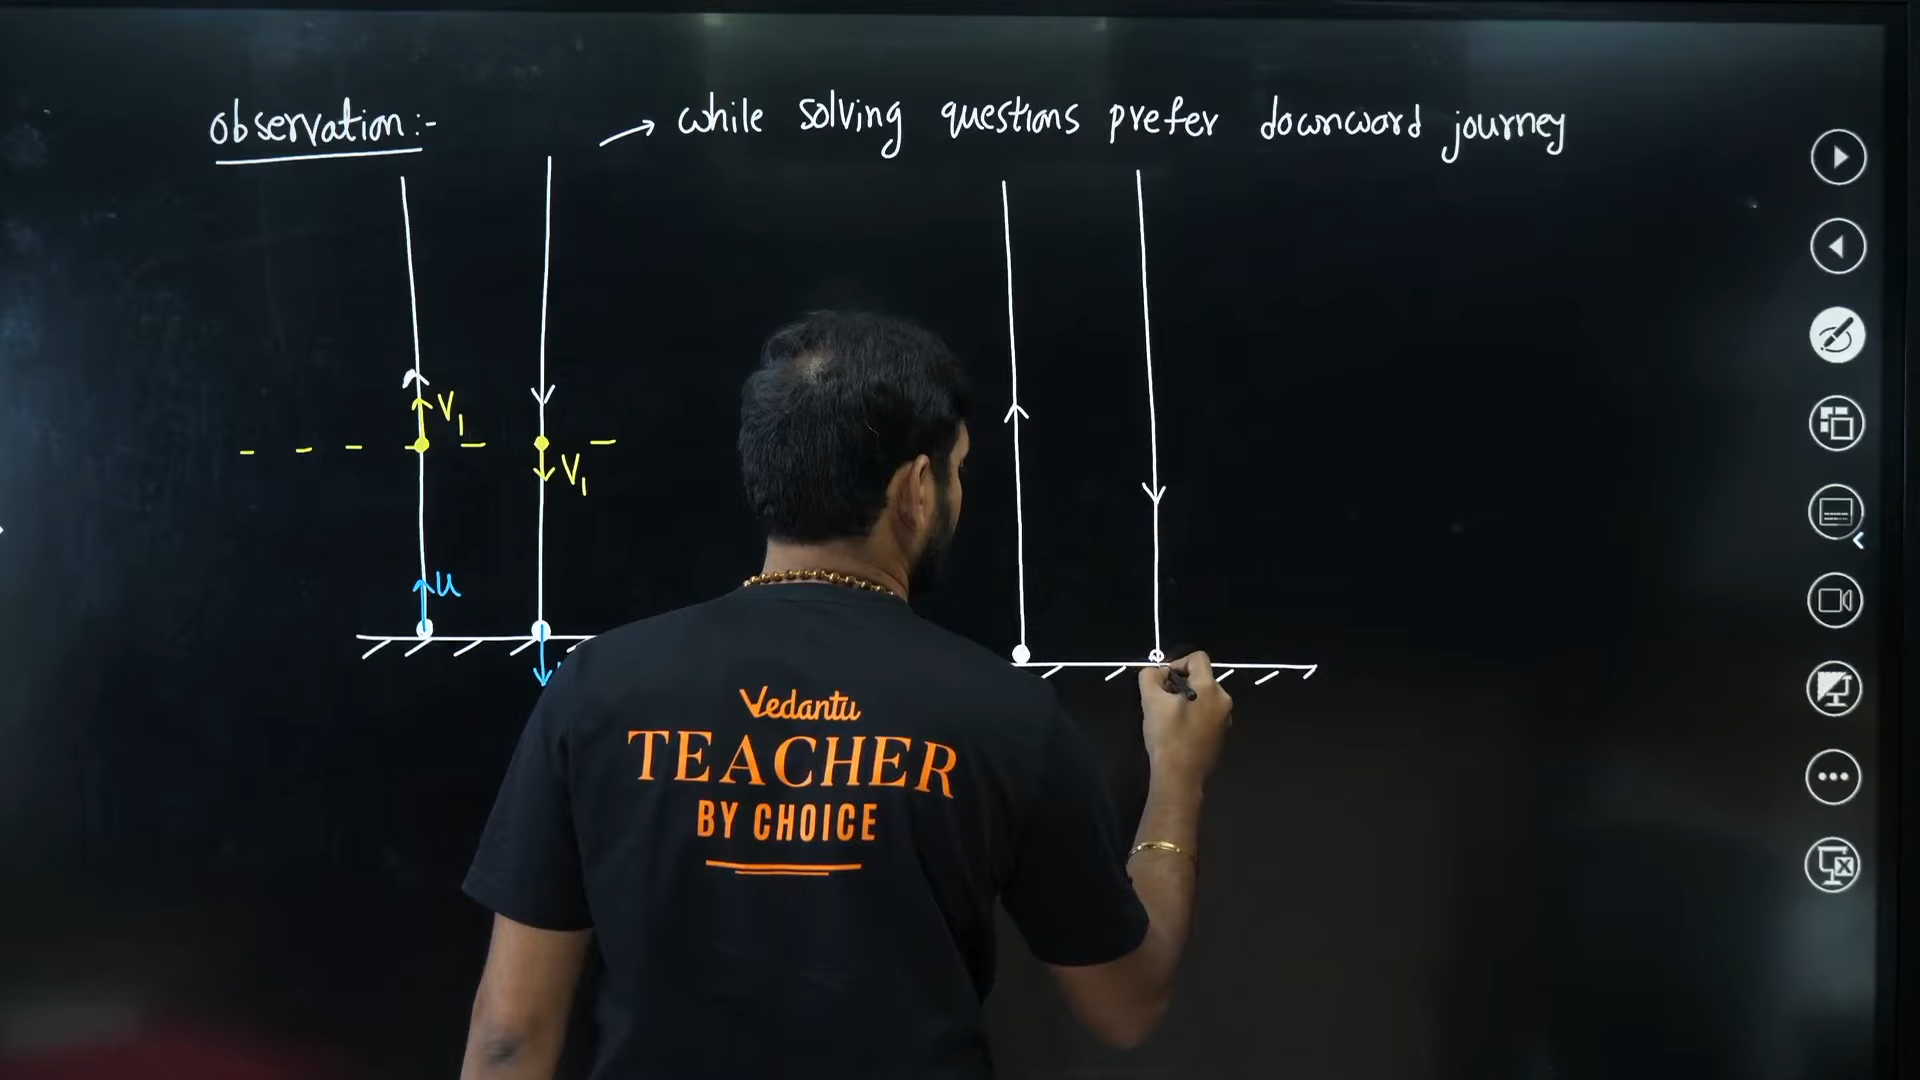 observation :-
→ while solving questions prefer downward journey
V₁
V₁
u
Vedantu
TEACHER
BY CHOICE